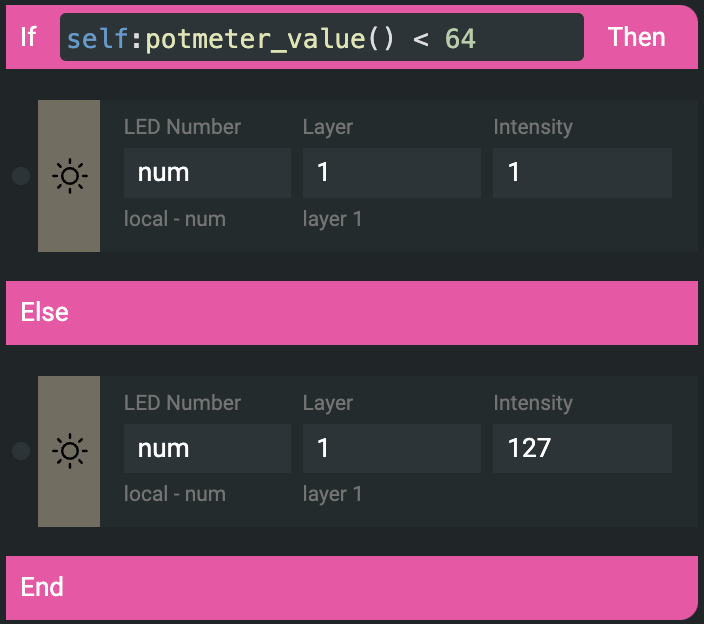 If self:potmeter_value() < 64 Then
LED Number Layer Intensity
num 1 1
local - num layer 1
Else
LED Number Layer Intensity
num 1 127
local - num layer 1
End